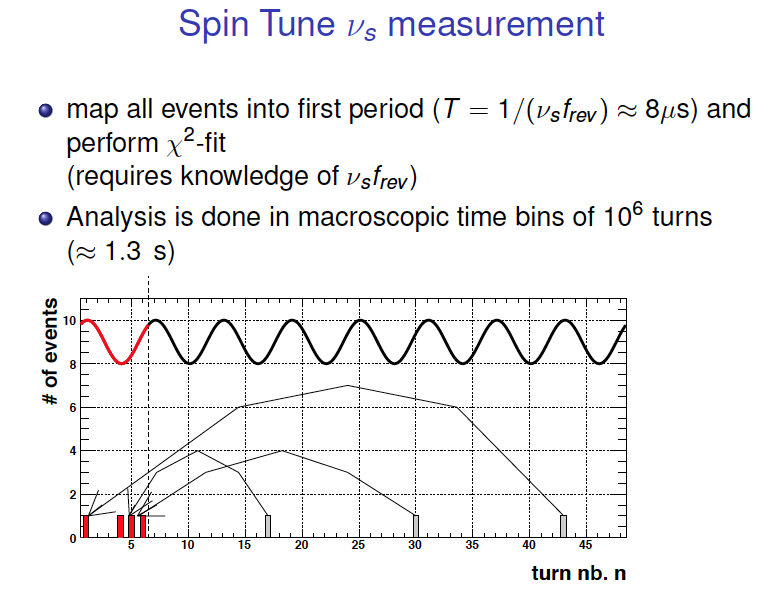 Spin Tune νₛ measurement
map all events into first period (T = 1/(νₛfᵣₑᵥ) ≈ 8μs) and
perform χ²-fit
(requires knowledge of νₛfᵣₑᵥ)
Analysis is done in macroscopic time bins of 10⁶ turns
(≈ 1.3 s)
# of events
10
8
6
4
2
0
5 10 15 20 25 30 35 40 45
turn nb. n